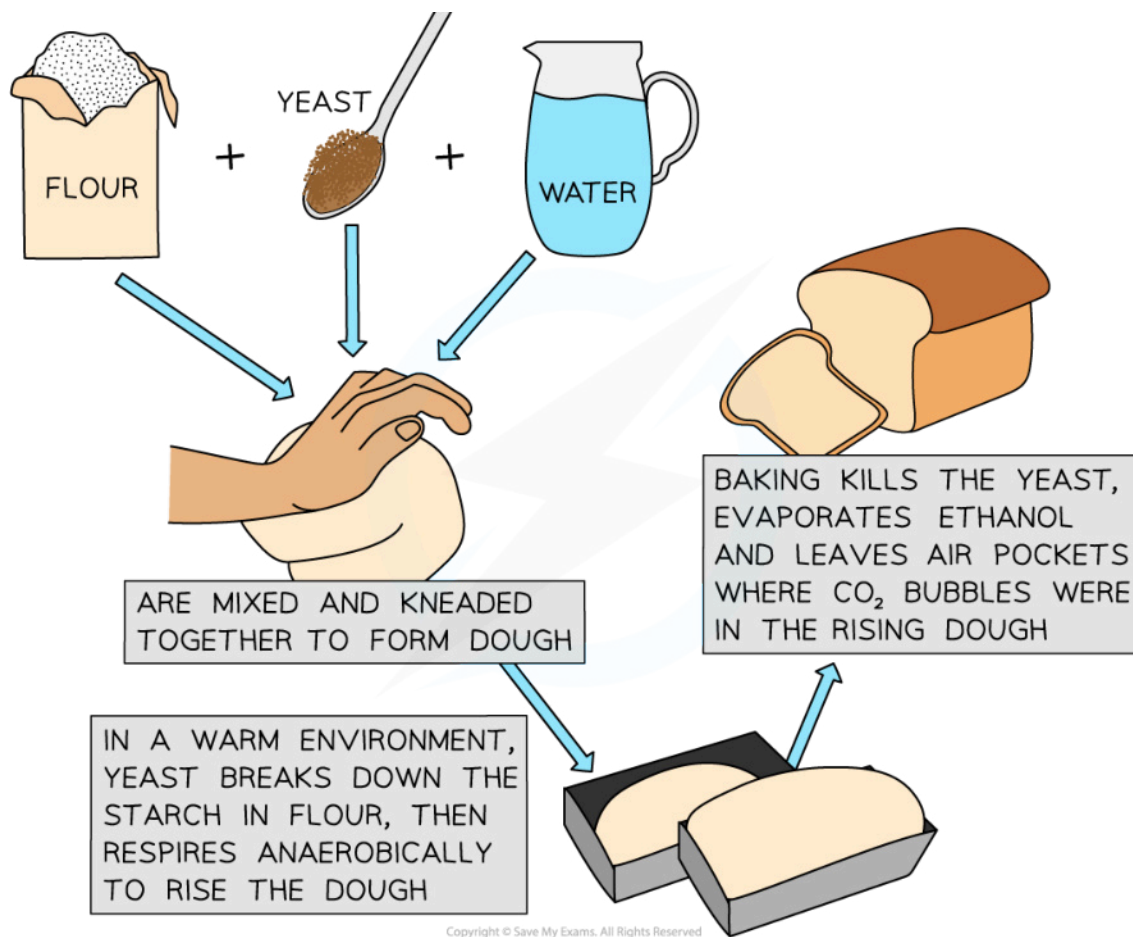 FLOUR
+
YEAST
+
WATER
ARE MIXED AND KNEADED
TOGETHER TO FORM DOUGH
IN A WARM ENVIRONMENT,
YEAST BREAKS DOWN THE
STARCH IN FLOUR, THEN
RESPIRES ANAEROBICALLY
TO RISE THE DOUGH
BAKING KILLS THE YEAST,
EVAPORATES ETHANOL
AND LEAVES AIR POCKETS
WHERE CO₂ BUBBLES WERE
IN THE RISING DOUGH
Copyright © Save My Exams. All Rights Reserved